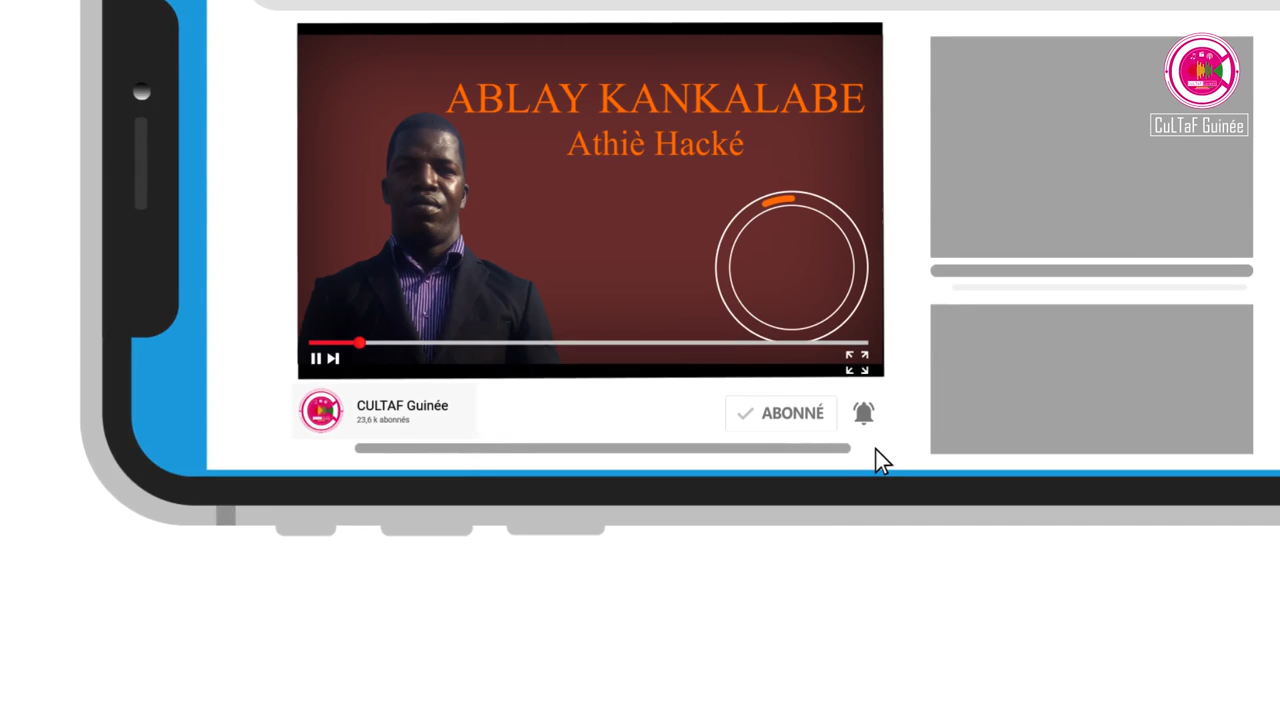 ABLAY KANKALABE
Athiè Hacké
CuLTaF Guinée
CULTAF Guinée
23,6 k abonnés
ABONNÉ